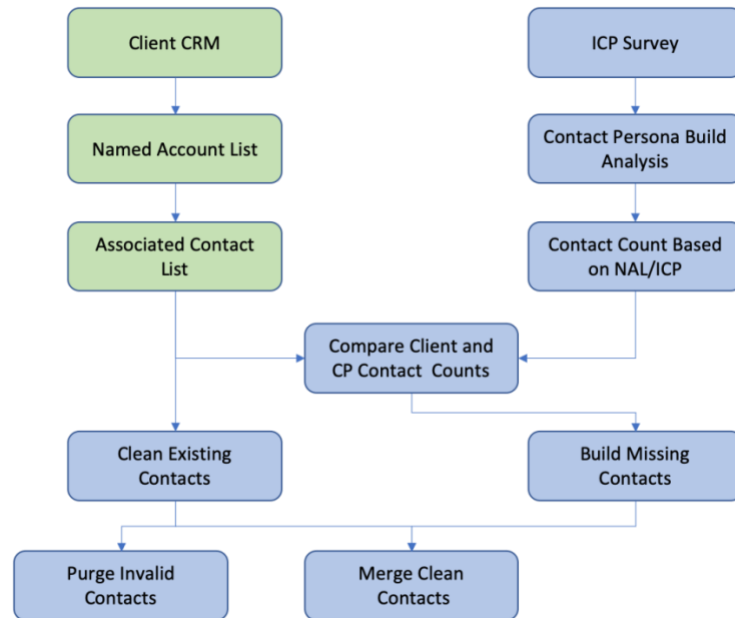 Client CRM
ICP Survey
Named Account List
Contact Persona Build
Analysis
Associated Contact
List
Contact Count Based
on NAL/ICP
Compare Client and
CP Contact Counts
Clean Existing
Contacts
Build Missing
Contacts
Purge Invalid
Contacts
Merge Clean
Contacts